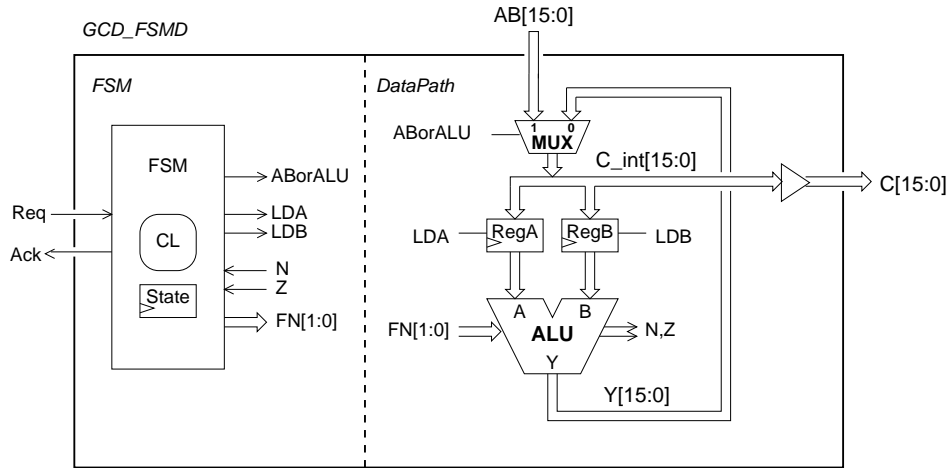 AB[15:0]
GCD_FSMD
FSM
DataPath
1 0
MUX
ABorALU
FSM
ABorALU
C_int[15:0]
C[15:0]
Req
LDA
LDB
LDA
RegA
RegB
LDB
Ack
CL
N
Z
State
FN[1:0]
A
B
FN[1:0]
ALU
N,Z
Y
Y[15:0]